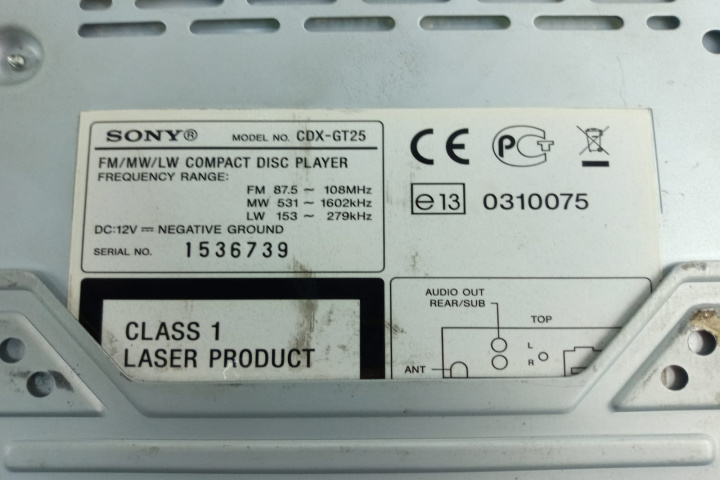 SONY® MODEL NO. CDX-GT25
FM/MW/LW COMPACT DISC PLAYER
FREQUENCY RANGE:
FM 87.5 ~ 108MHz
MW 531 ~ 1602kHz
LW 153 ~ 279kHz
DC:12V ⎓ NEGATIVE GROUND
SERIAL NO. 1536739
CE PCT
e13 0310075
CLASS 1
LASER PRODUCT
AUDIO OUT
REAR/SUB
TOP
L
R
ANT